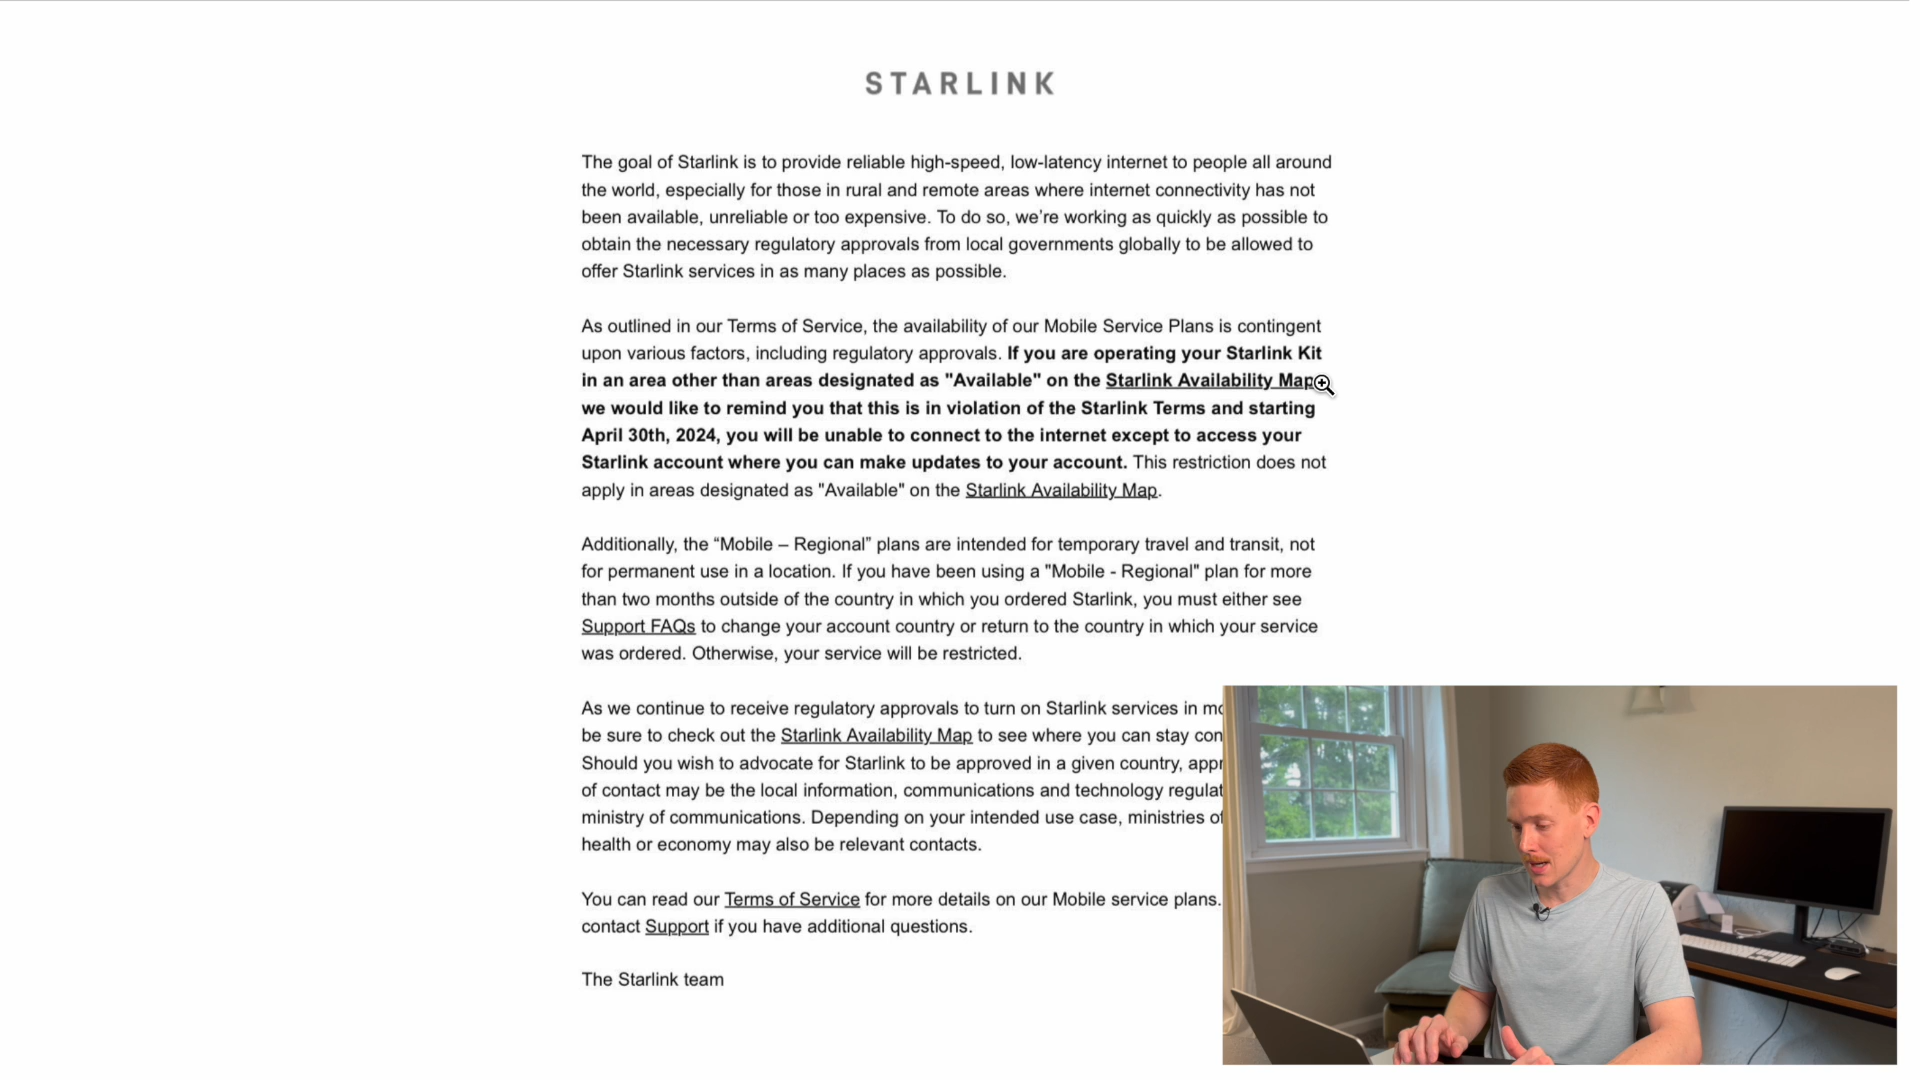 STARLINK
The goal of Starlink is to provide reliable high-speed, low-latency internet to people all around
the world, especially for those in rural and remote areas where internet connectivity has not
been available, unreliable or too expensive. To do so, we’re working as quickly as possible to
obtain the necessary regulatory approvals from local governments globally to be allowed to
offer Starlink services in as many places as possible.
As outlined in our Terms of Service, the availability of our Mobile Service Plans is contingent
upon various factors, including regulatory approvals. If you are operating your Starlink Kit
in an area other than areas designated as "Available" on the Starlink Availability Map
we would like to remind you that this is in violation of the Starlink Terms and starting
April 30th, 2024, you will be unable to connect to the internet except to access your
Starlink account where you can make updates to your account. This restriction does not
apply in areas designated as "Available" on the Starlink Availability Map.
Additionally, the “Mobile – Regional” plans are intended for temporary travel and transit, not
for permanent use in a location. If you have been using a "Mobile - Regional" plan for more
than two months outside of the country in which you ordered Starlink, you must either see
Support FAQs to change your account country or return to the country in which your service
was ordered. Otherwise, your service will be restricted.
As we continue to receive regulatory approvals to turn on Starlink services in
be sure to check out the Starlink Availability Map to see where you can stay
Should you wish to advocate for Starlink to be approved in a given country,
of contact may be the local information, communications and technology
ministry of communications. Depending on your intended use case, ministries
health or economy may also be relevant contacts.
You can read our Terms of Service for more details on our Mobile service plans.
contact Support if you have additional questions.
The Starlink team